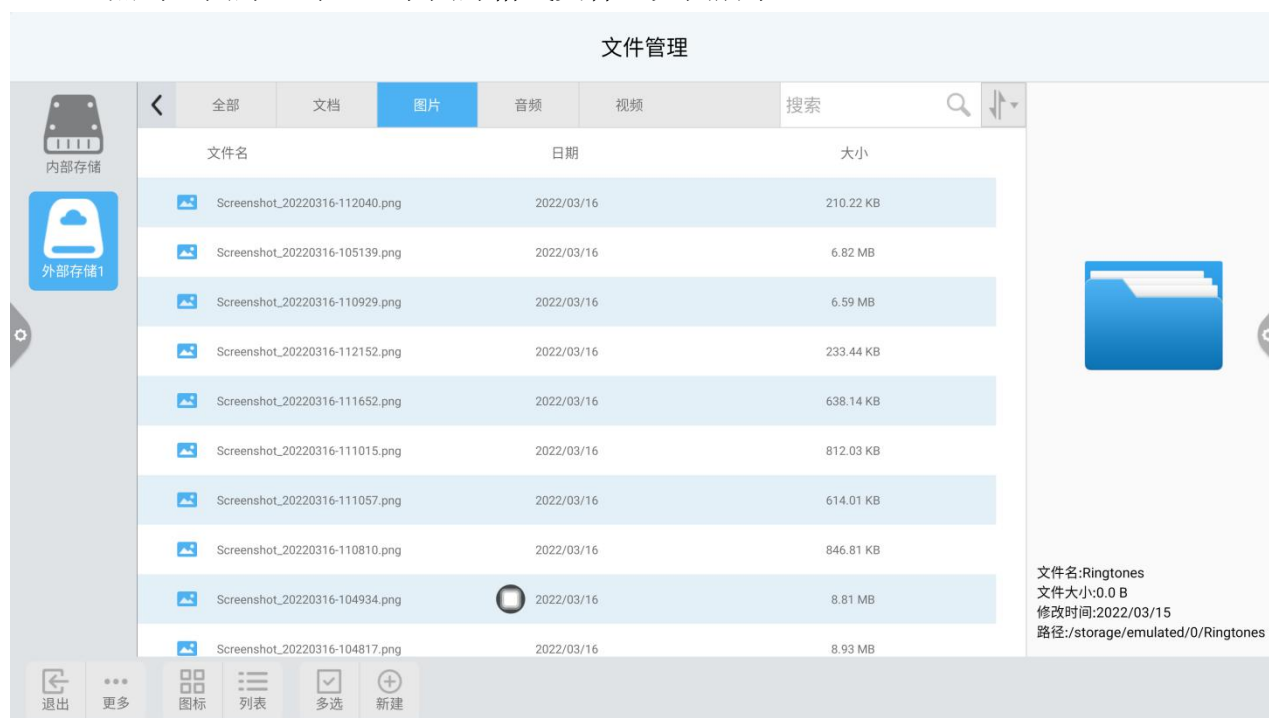 文件管理
内部存储
外部存储1
全部 文档 图片 音频 视频 搜索
文件名 日期 大小
Screenshot_20220316-112040.png 2022/03/16 210.22 KB
Screenshot_20220316-105139.png 2022/03/16 6.82 MB
Screenshot_20220316-110929.png 2022/03/16 6.59 MB
Screenshot_20220316-112152.png 2022/03/16 233.44 KB
Screenshot_20220316-111652.png 2022/03/16 638.14 KB
Screenshot_20220316-111015.png 2022/03/16 812.03 KB
Screenshot_20220316-111057.png 2022/03/16 614.01 KB
Screenshot_20220316-110810.png 2022/03/16 846.81 KB
Screenshot_20220316-104934.png 2022/03/16 8.81 MB
Screenshot_20220316-104817.png 2022/03/16 8.93 MB
文件名:Ringtones
文件大小:0.0 B
修改时间:2022/03/15
路径:/storage/emulated/0/Ringtones
退出 更多 图标 列表 多选 新建